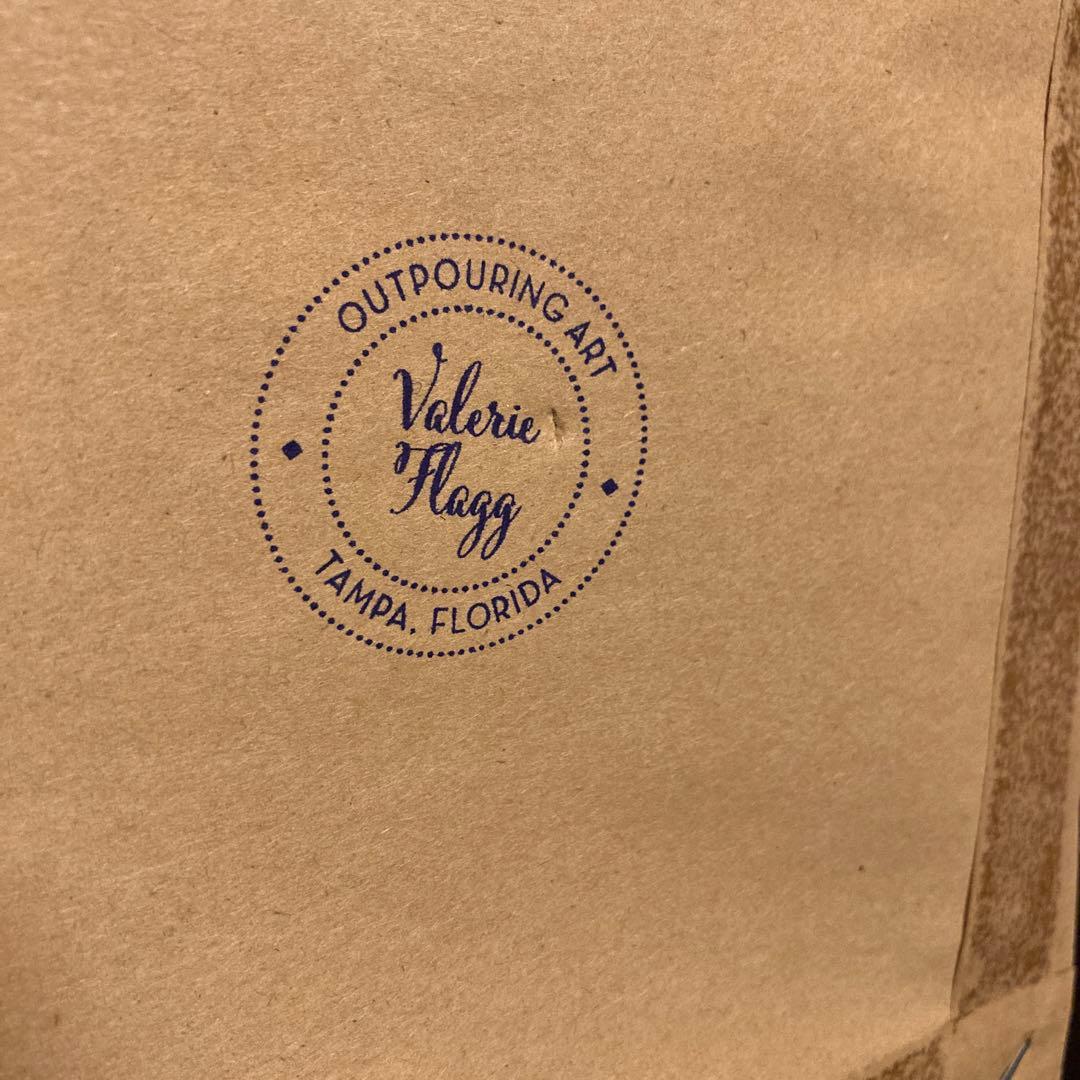 OUTPOURING ART
Valerie
Flagg
TAMPA, FLORIDA